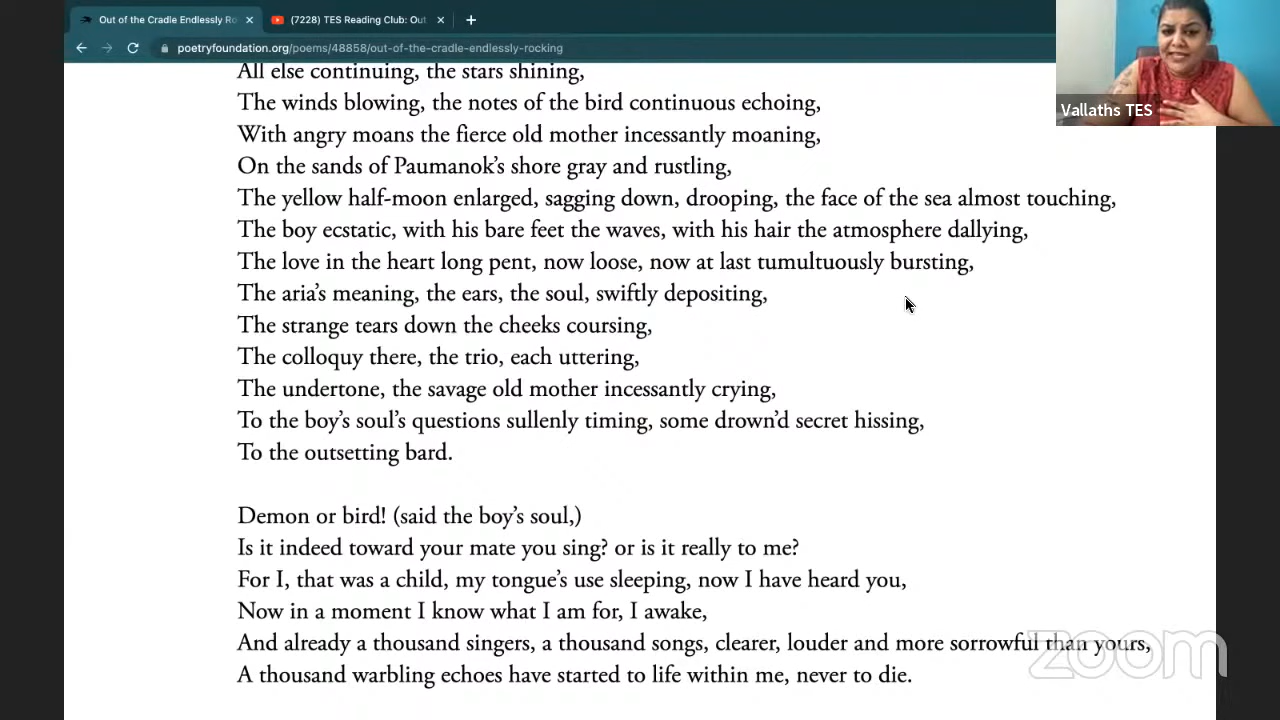 Out of the Cradle Endlessly Ro
(7228) TES Reading Club: Out
poetryfoundation.org/poems/48858/out-of-the-cradle-endlessly-rocking
Vallaths TES
All else continuing, the stars shining,
The winds blowing, the notes of the bird continuous echoing,
With angry moans the fierce old mother incessantly moaning,
On the sands of Paumanok’s shore gray and rustling,
The yellow half-moon enlarged, sagging down, drooping, the face of the sea almost touching,
The boy ecstatic, with his bare feet the waves, with his hair the atmosphere dallying,
The love in the heart long pent, now loose, now at last tumultuously bursting,
The aria’s meaning, the ears, the soul, swiftly depositing,
The strange tears down the cheeks coursing,
The colloquy there, the trio, each uttering,
The undertone, the savage old mother incessantly crying,
To the boy’s soul’s questions sullenly timing, some drown’d secret hissing,
To the outsetting bard.
Demon or bird! (said the boy’s soul,)
Is it indeed toward your mate you sing? or is it really to me?
For I, that was a child, my tongue’s use sleeping, now I have heard you,
Now in a moment I know what I am for, I awake,
And already a thousand singers, a thousand songs, clearer, louder and more sorrowful than yours,
A thousand warbling echoes have started to life within me, never to die.
zoom